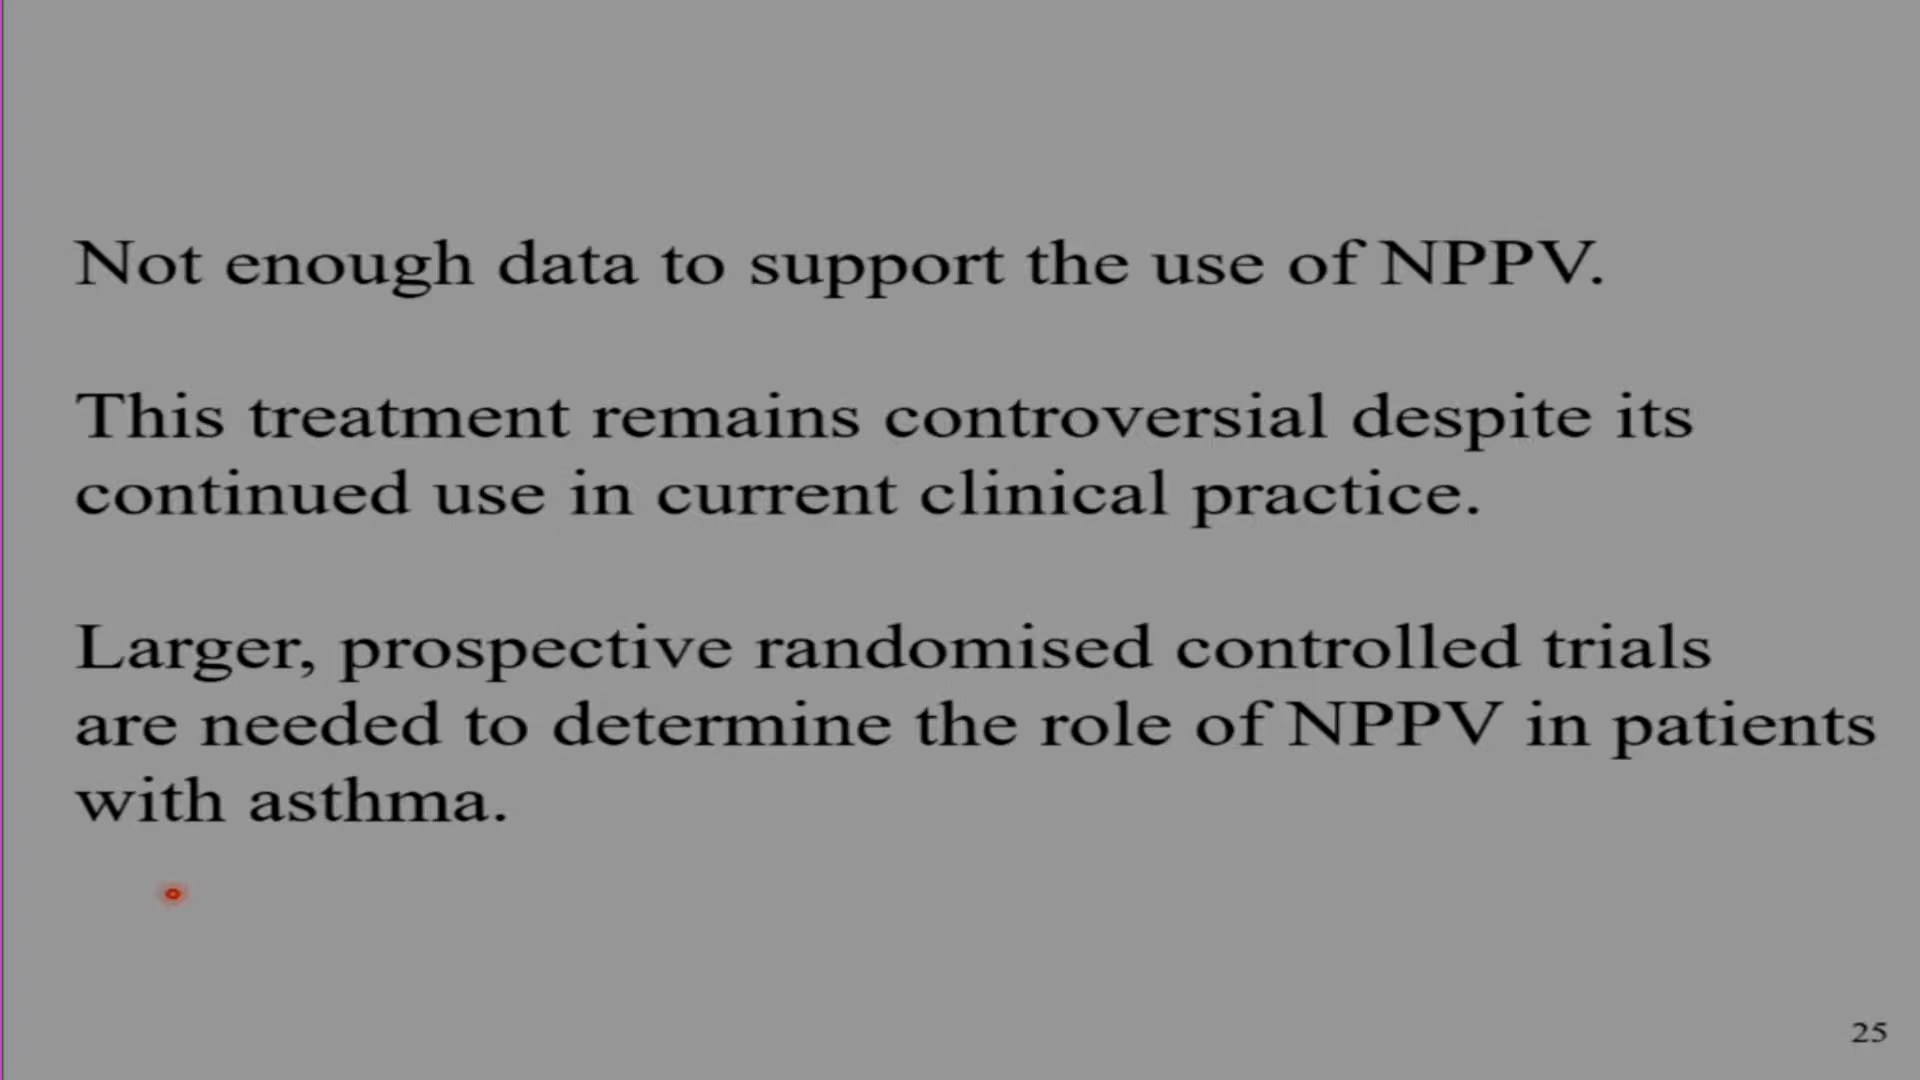 Not enough data to support the use of NPPV.
This treatment remains controversial despite its
continued use in current clinical practice.
Larger, prospective randomised controlled trials
are needed to determine the role of NPPV in patients
with asthma.
25